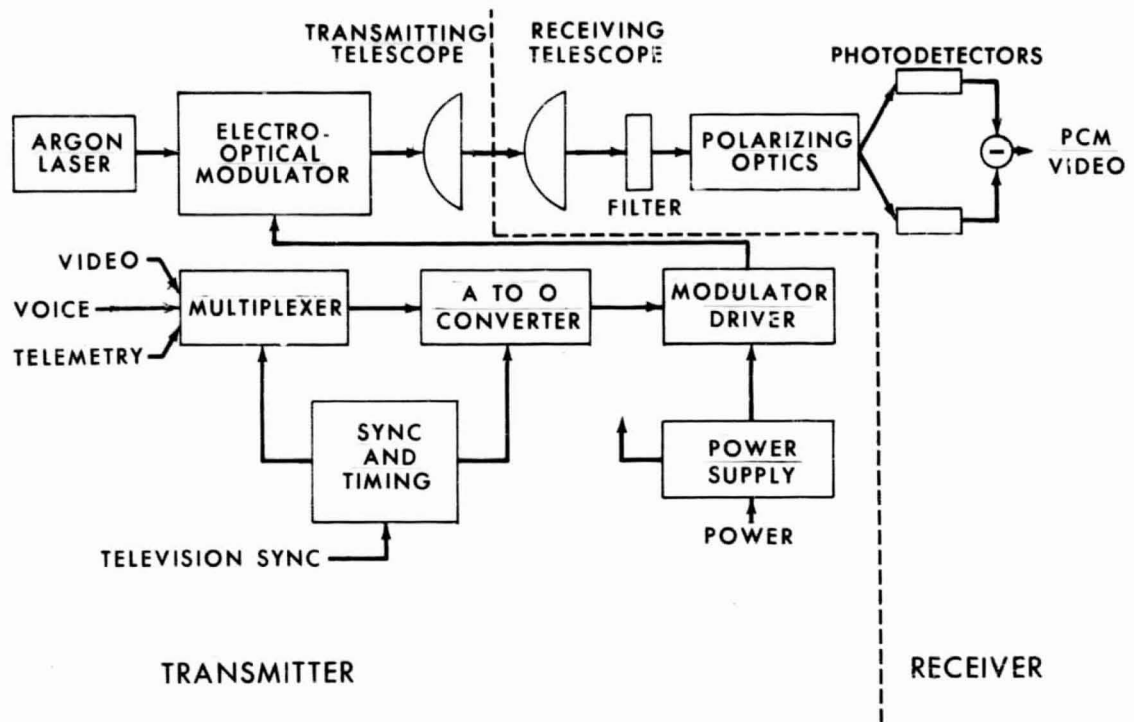 TRANSMITTING
TELESCOPE
RECEIVING
TELESCOPE
PHOTODETECTORS
ARGON
LASER
ELECTRO-
OPTICAL
MODULATOR
POLARIZING
OPTICS
PCM
VIDEO
FILTER
VIDEO
VOICE
TELEMETRY
MULTIPLEXER
A TO O
CONVERTER
MODULATOR
DRIVER
SYNC
AND
TIMING
POWER
SUPPLY
TELEVISION SYNC
POWER
TRANSMITTER
RECEIVER